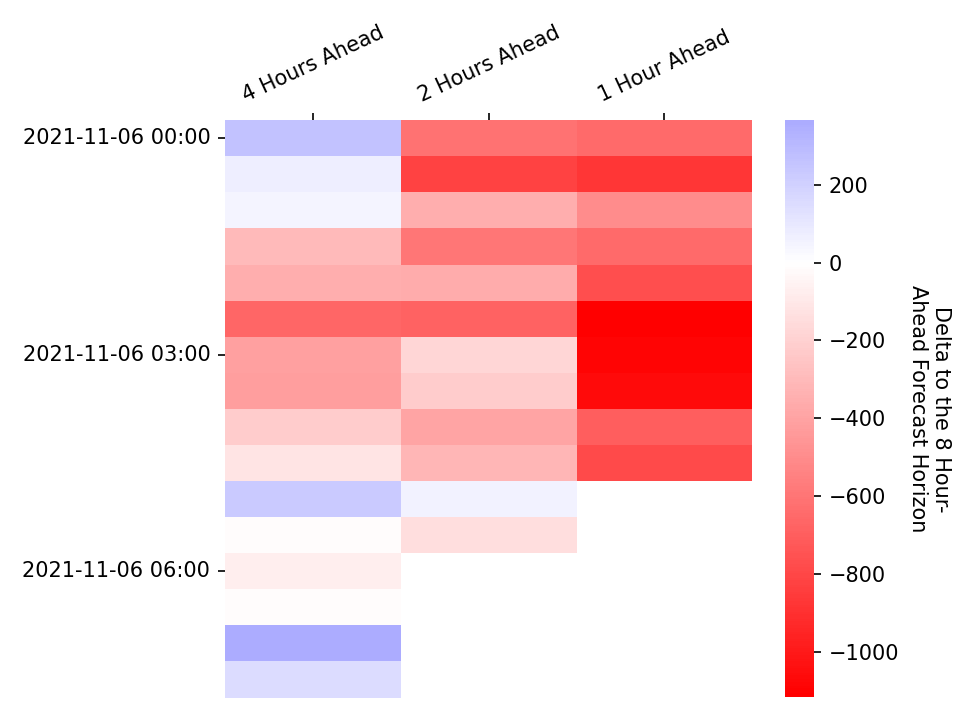 4 Hours Ahead
2 Hours Ahead
1 Hour Ahead
2021-11-06 00:00
2021-11-06 03:00
2021-11-06 06:00
200
0
−200
−400
−600
−800
−1000
Delta to the 8 Hour-
Ahead Forecast Horizon